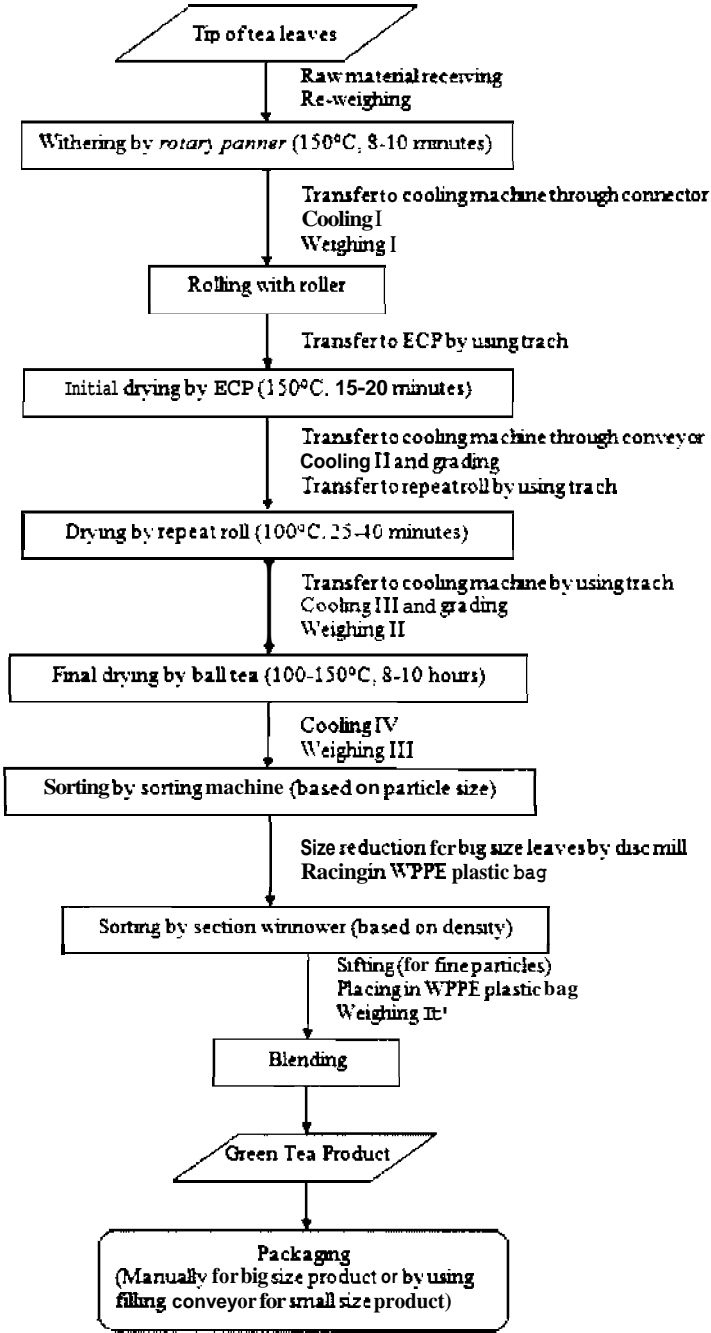 Tip of tea leaves
Raw material receiving
Re-weighing
Withering by rotary panner (150°C, 8-10 minutes)
Transfer to cooling machine through connector
Cooling I
Weighing I
Rolling with roller
Transfer to ECP by using trach
Initial drying by ECP (150°C. 15-20 minutes)
Transfer to cooling machine through conveyor
Cooling II and grading
Transfer to repeat roll by using trach
Drying by repeat roll (100°C. 25-40 minutes)
Transfer to cooling machine by using trach
Cooling III and grading
Weighing II
Final drying by ball tea (100-150°C, 8-10 hours)
Cooling IV
Weighing III
Sorting by sorting machine (based on particle size)
Size reduction for big size leaves by disc mill
Racing in WPPE plastic bag
Sorting by section winnower (based on density)
Sifting (for fine particles)
Placing in WPPE plastic bag
Weighing
Blending
Green Tea Product
Packaging
(Manually for big size product or by using
filling conveyor for small size product)